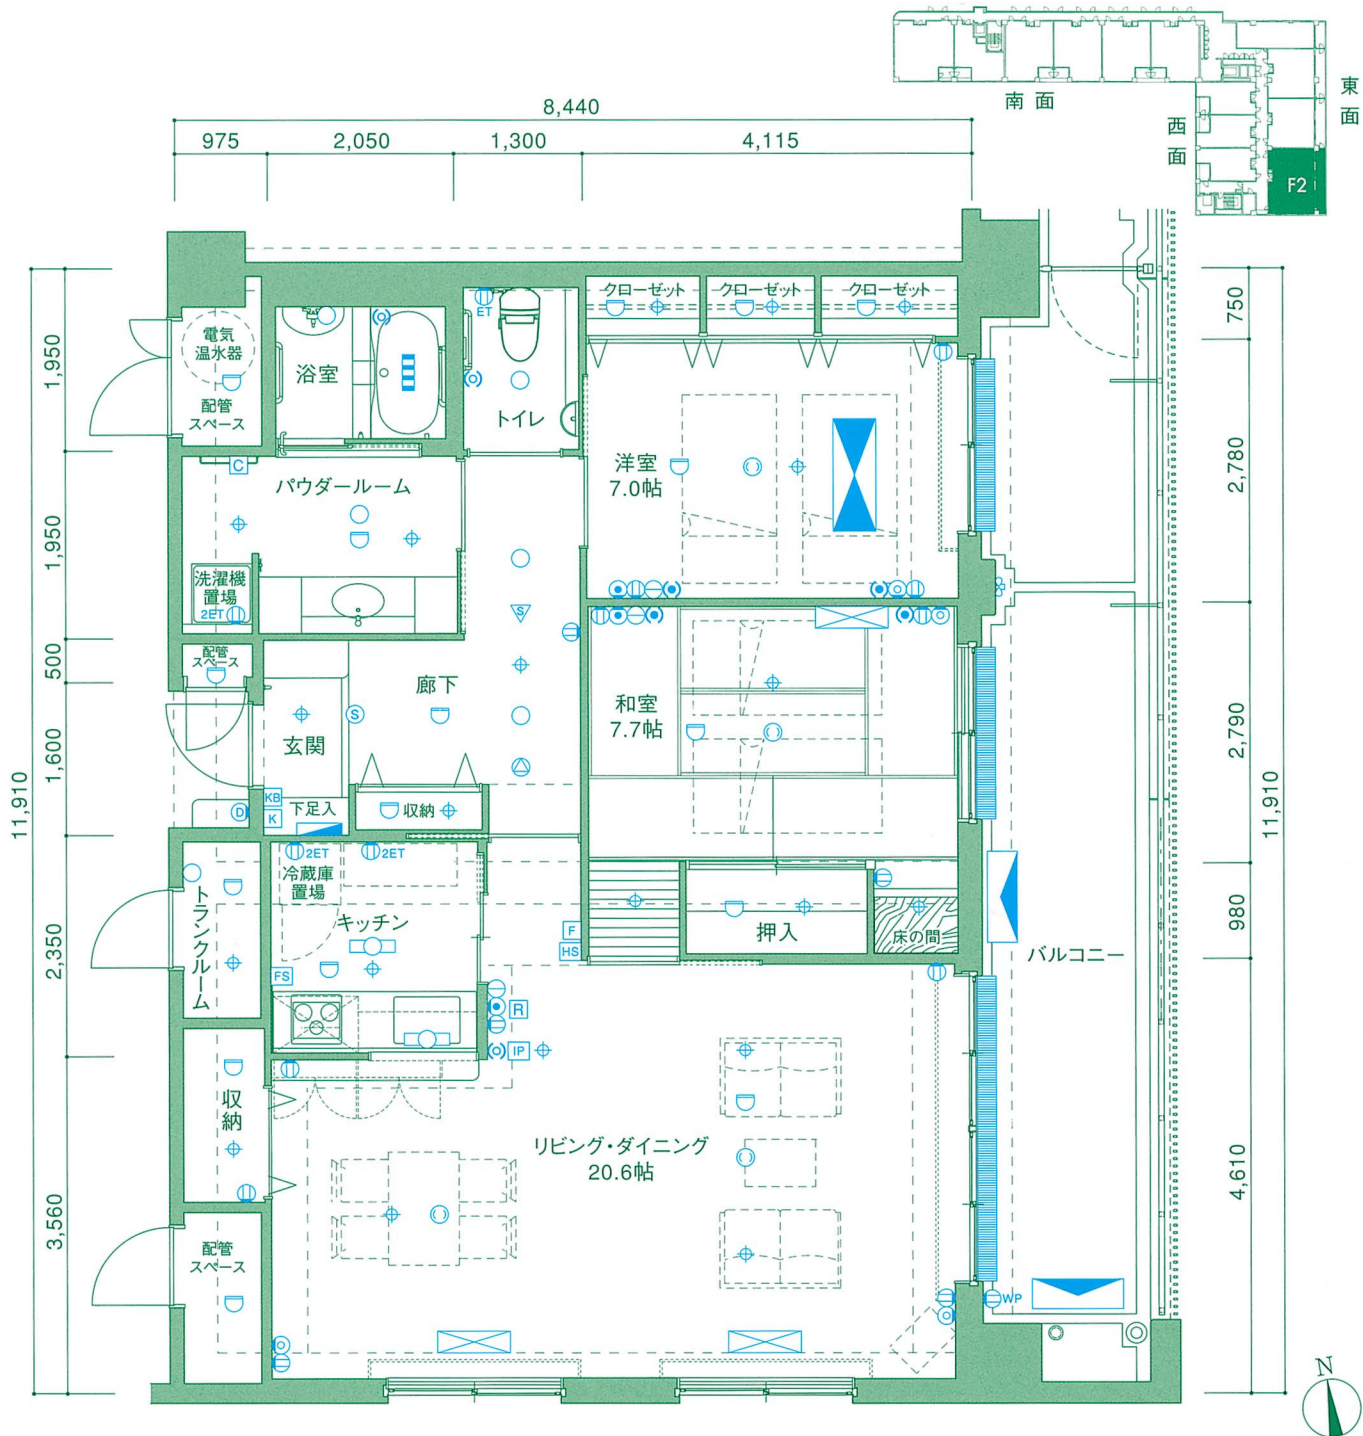 南面
東面
西面
F2
8,440
975
2,050
1,300
4,115
11,910
1,950
1,950
500
1,600
2,350
3,560
750
2,780
2,790
980
4,610
11,910
電気
温水器
配管
スペース
浴室
ET
トイレ
クローゼット
クローゼット
クローゼット
洋室
7.0帖
C
パウダールーム
洗濯機
置場
2ET
S
配管
スペース
廊下
S
玄関
和室
7.7帖
D
KB
K
下足入
収納
2ET
2ET
冷蔵庫
置場
キッチン
トランクルーム
FS
F
HS
押入
床の間
バルコニー
R
IP
収納
リビング・ダイニング
20.6帖
配管
スペース
WP
N